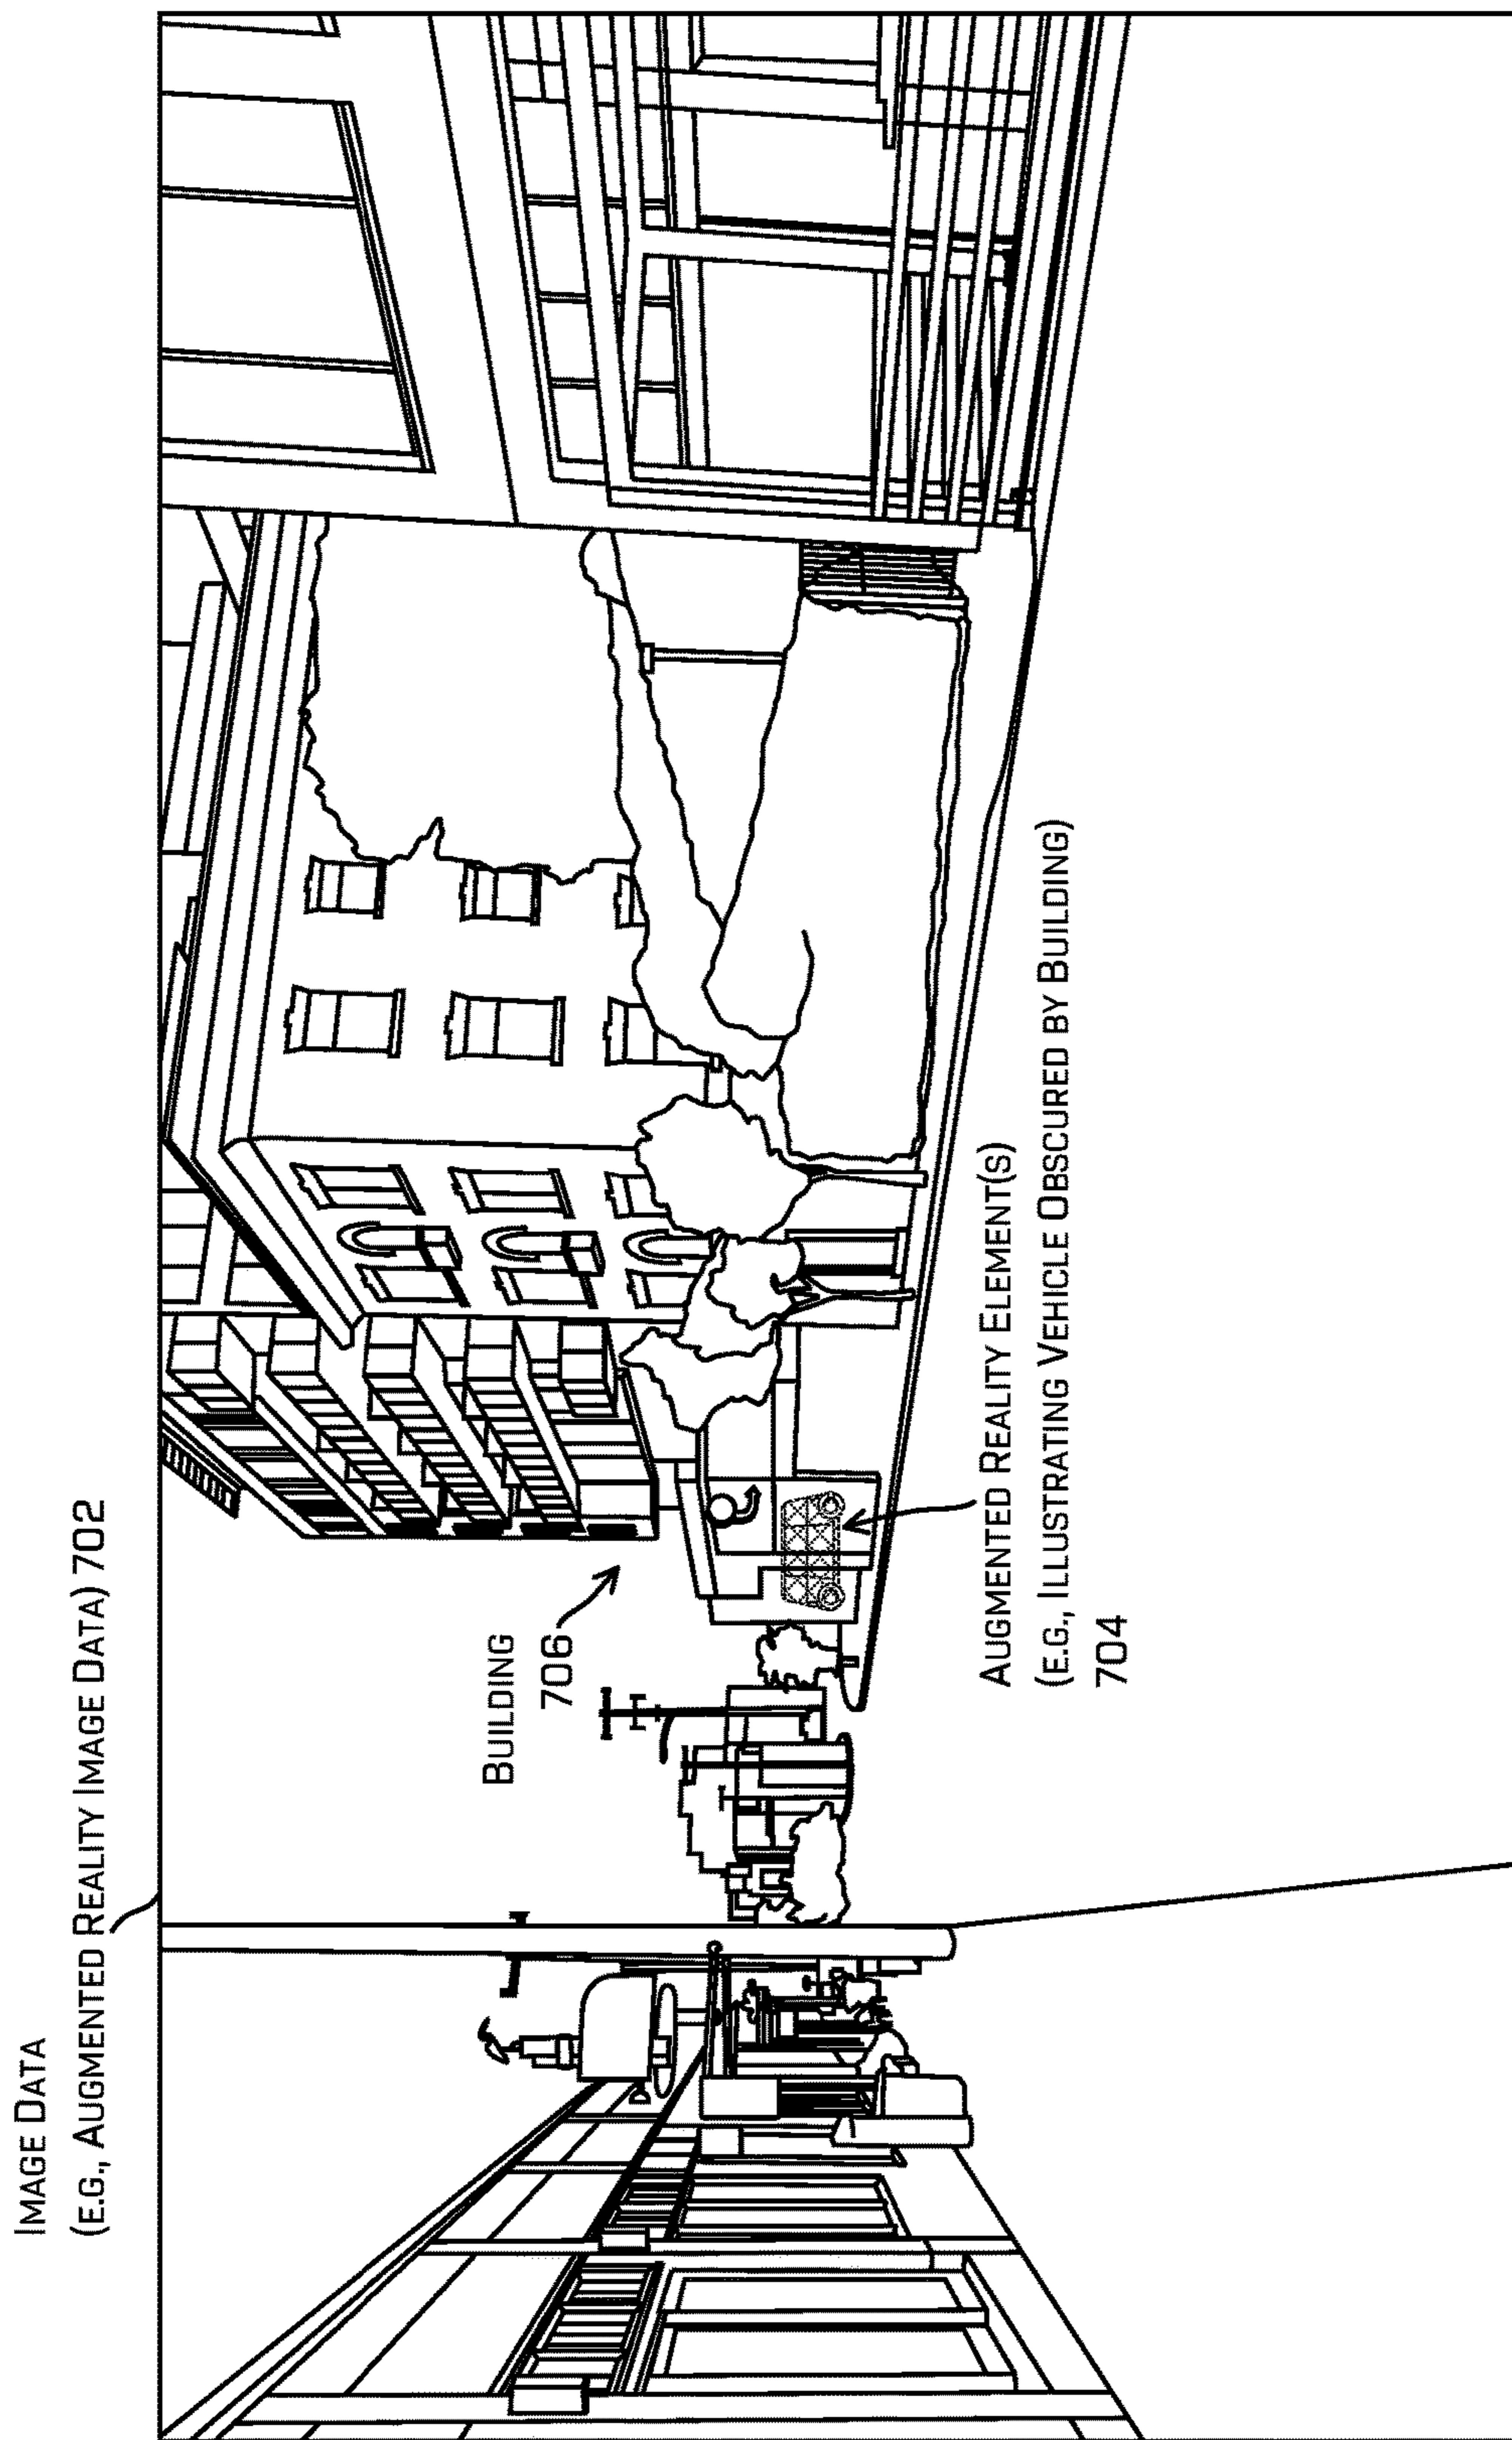 IMAGE DATA
(E.G., AUGMENTED REALITY IMAGE DATA) 702
BUILDING
706
AUGMENTED REALITY ELEMENT(S)
(E.G., ILLUSTRATING VEHICLE OBSCURED BY BUILDING)
704